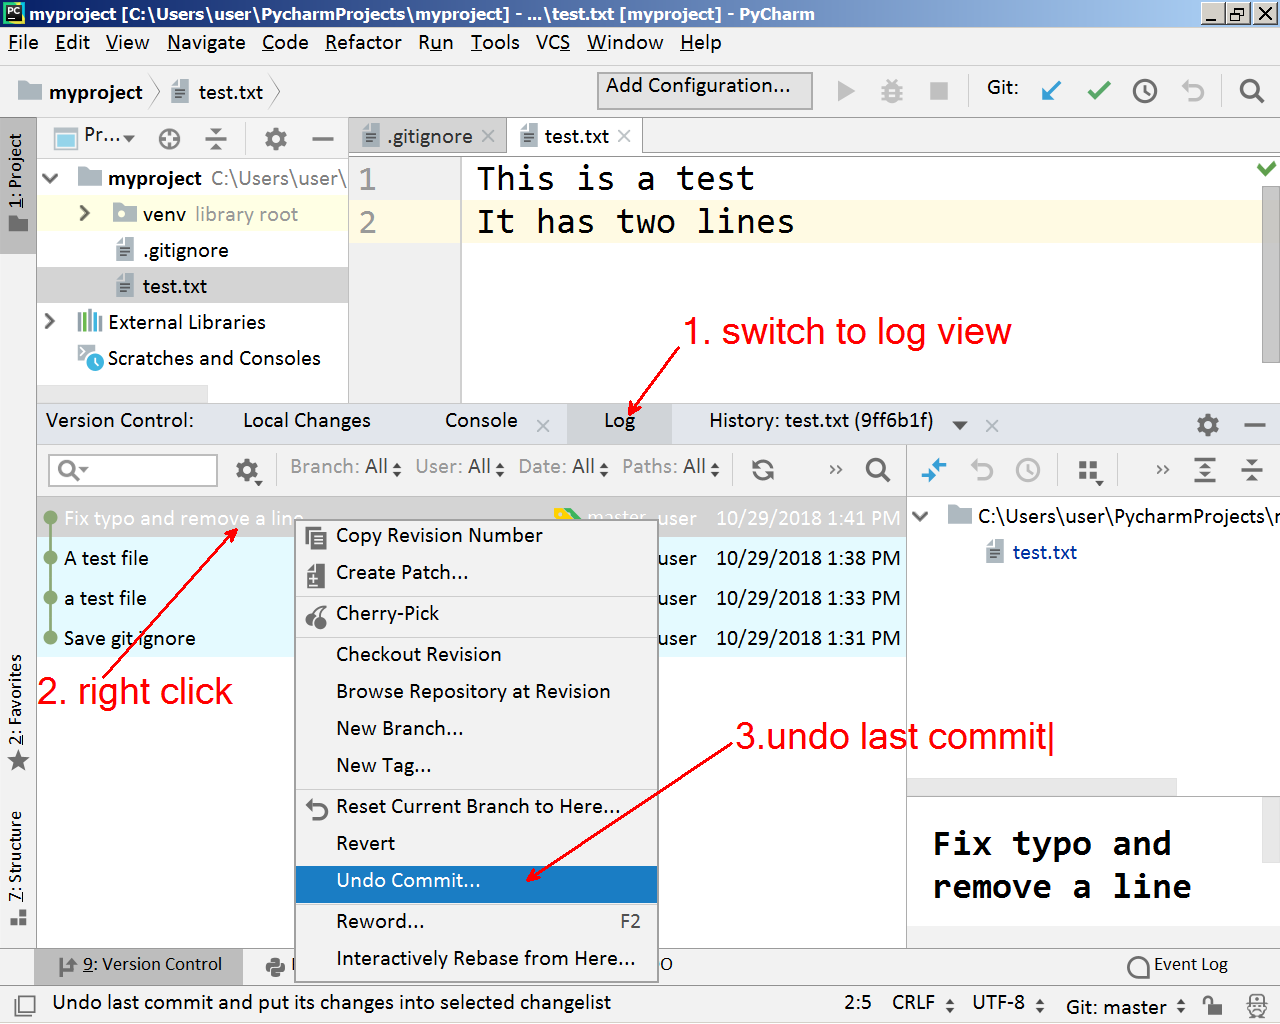 myproject [C:\Users\user\PycharmProjects\myproject] - ...\test.txt [myproject] - PyCharm
File Edit View Navigate Code Refactor Run Tools VCS Window Help
myproject test.txt Add Configuration... Git:
1: Project
Pr...
.gitignore test.txt
myproject C:\Users\user\
venv library root
.gitignore
test.txt
External Libraries
Scratches and Consoles
1 This is a test
2 It has two lines
1. switch to log view
Version Control: Local Changes Console Log History: test.txt (9ff6b1f)
Branch: All User: All Date: All Paths: All
Fix typo and remove a line master user 10/29/2018 1:41 PM
A test file user 10/29/2018 1:38 PM
a test file user 10/29/2018 1:33 PM
Save git ignore user 10/29/2018 1:31 PM
2. right click
Copy Revision Number
Create Patch...
Cherry-Pick
Checkout Revision
Browse Repository at Revision
New Branch...
New Tag...
Reset Current Branch to Here...
Revert
Undo Commit...
Reword... F2
Interactively Rebase from Here...
3.undo last commit
C:\Users\user\PycharmProjects\
test.txt
Fix typo and
remove a line
2: Favorites
7: Structure
9: Version Control
Event Log
Undo last commit and put its changes into selected changelist 2:5 CRLF UTF-8 Git: master